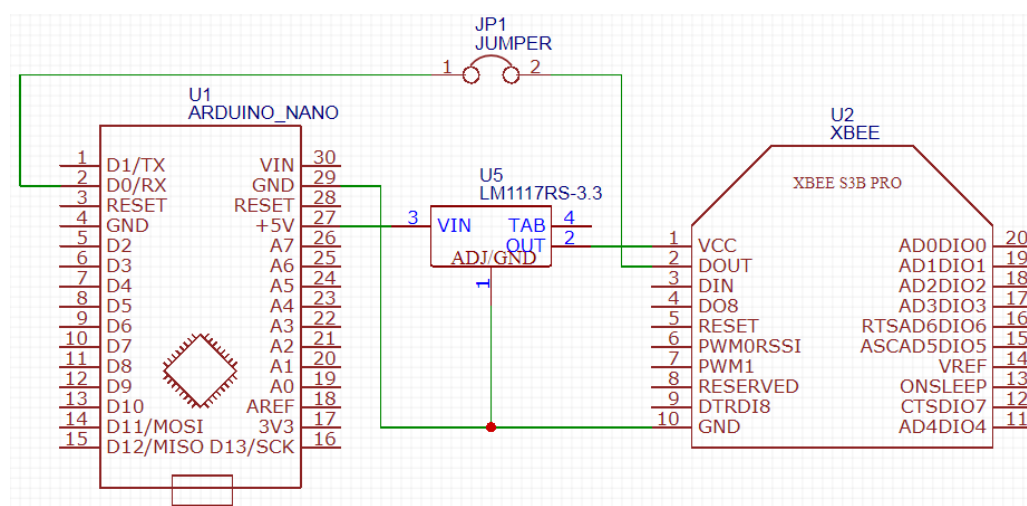 JP1
JUMPER
1 2
U1
ARDUINO_NANO
1 D1/TX VIN 30
2 D0/RX GND 29
3 RESET RESET 28
4 GND +5V 27
5 D2 A7 26
6 D3 A6 25
7 D4 A5 24
8 D5 A4 23
9 D6 A3 22
10 D7 A2 21
11 D8 A1 20
12 D9 A0 19
13 D10 AREF 18
14 D11/MOSI 3V3 17
15 D12/MISO D13/SCK 16
U5
LM1117RS-3.3
3 VIN TAB 4
OUT 2
ADJ/GND
1
U2
XBEE
XBEE S3B PRO
1 VCC AD0DIO0 20
2 DOUT AD1DIO1 19
3 DIN AD2DIO2 18
4 DO8 AD3DIO3 17
5 RESET RTSAD6DIO6 16
6 PWM0RSSI ASCAD5DIO5 15
7 PWM1 VREF 14
8 RESERVED ONSLEEP 13
9 DTRDI8 CTSDIO7 12
10 GND AD4DIO4 11